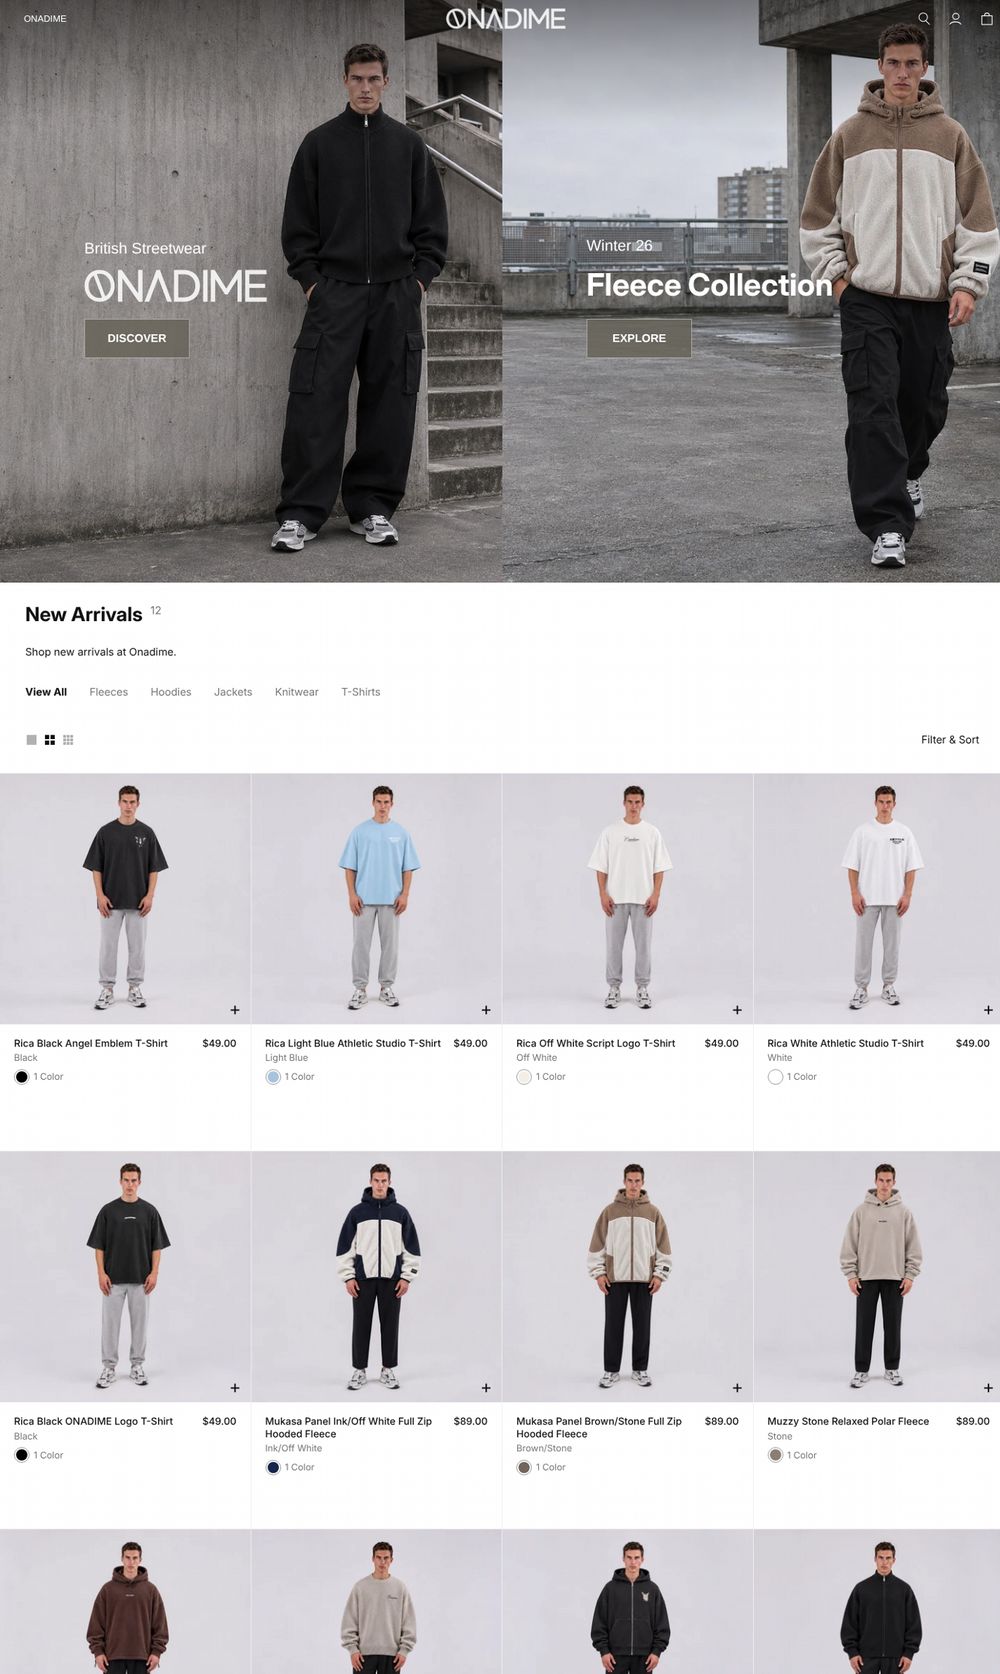 ONADIME
ONADIME
British Streetwear
ONADIME
DISCOVER
Winter 26
Fleece Collection
EXPLORE
New Arrivals 12
Shop new arrivals at Onadime.
View All Fleeces Hoodies Jackets Knitwear T-Shirts
Filter & Sort
Rica Black Angel Emblem T-Shirt $49.00
Black
1 Color
Rica Light Blue Athletic Studio T-Shirt $49.00
Light Blue
1 Color
Rica Off White Script Logo T-Shirt $49.00
Off White
1 Color
Rica White Athletic Studio T-Shirt $49.00
White
1 Color
Rica Black ONADIME Logo T-Shirt $49.00
Black
1 Color
Mukasa Panel Ink/Off White Full Zip $89.00
Hooded Fleece
Ink/Off White
1 Color
Mukasa Panel Brown/Stone Full Zip $89.00
Hooded Fleece
Brown/Stone
1 Color
Muzzy Stone Relaxed Polar Fleece $89.00
Stone
1 Color